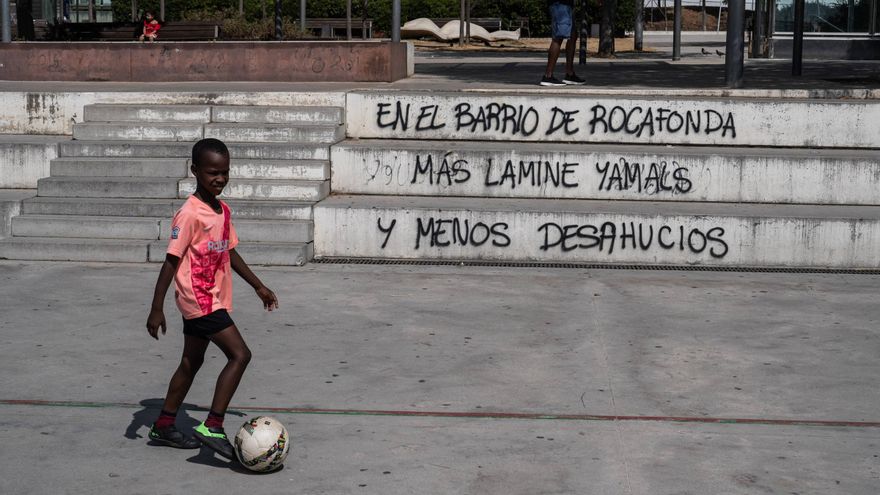 EN EL BARRIO DE ROCAFONDA
MÁS LAMINE YAMALS
Y MENOS DESAHUCIOS